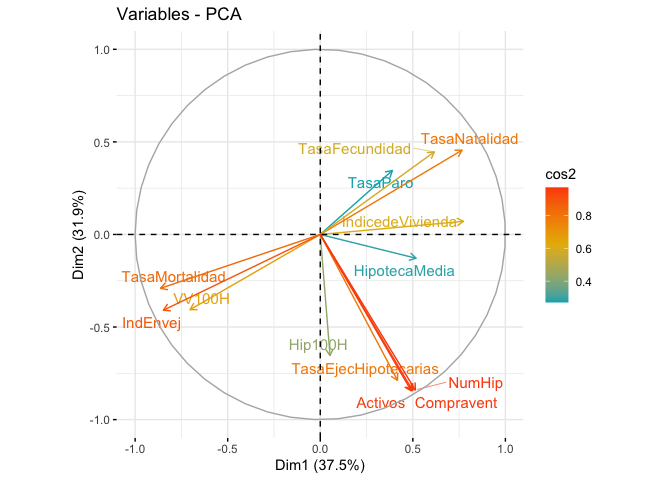 Variables - PCA
1.0
0.5
0.0
-0.5
-1.0
Dim2 (31.9%)
TasaNatalidad
TasaFecundidad
TasaParo
IndicedeVivienda
HipotecaMedia
TasaMortalidad
VV100H
IndEnvej
Hip100H
TasaEjecHipotecarias
NumHip
Activos
Compravent
-1.0
-0.5
0.0
0.5
1.0
Dim1 (37.5%)
cos2
0.8
0.6
0.4